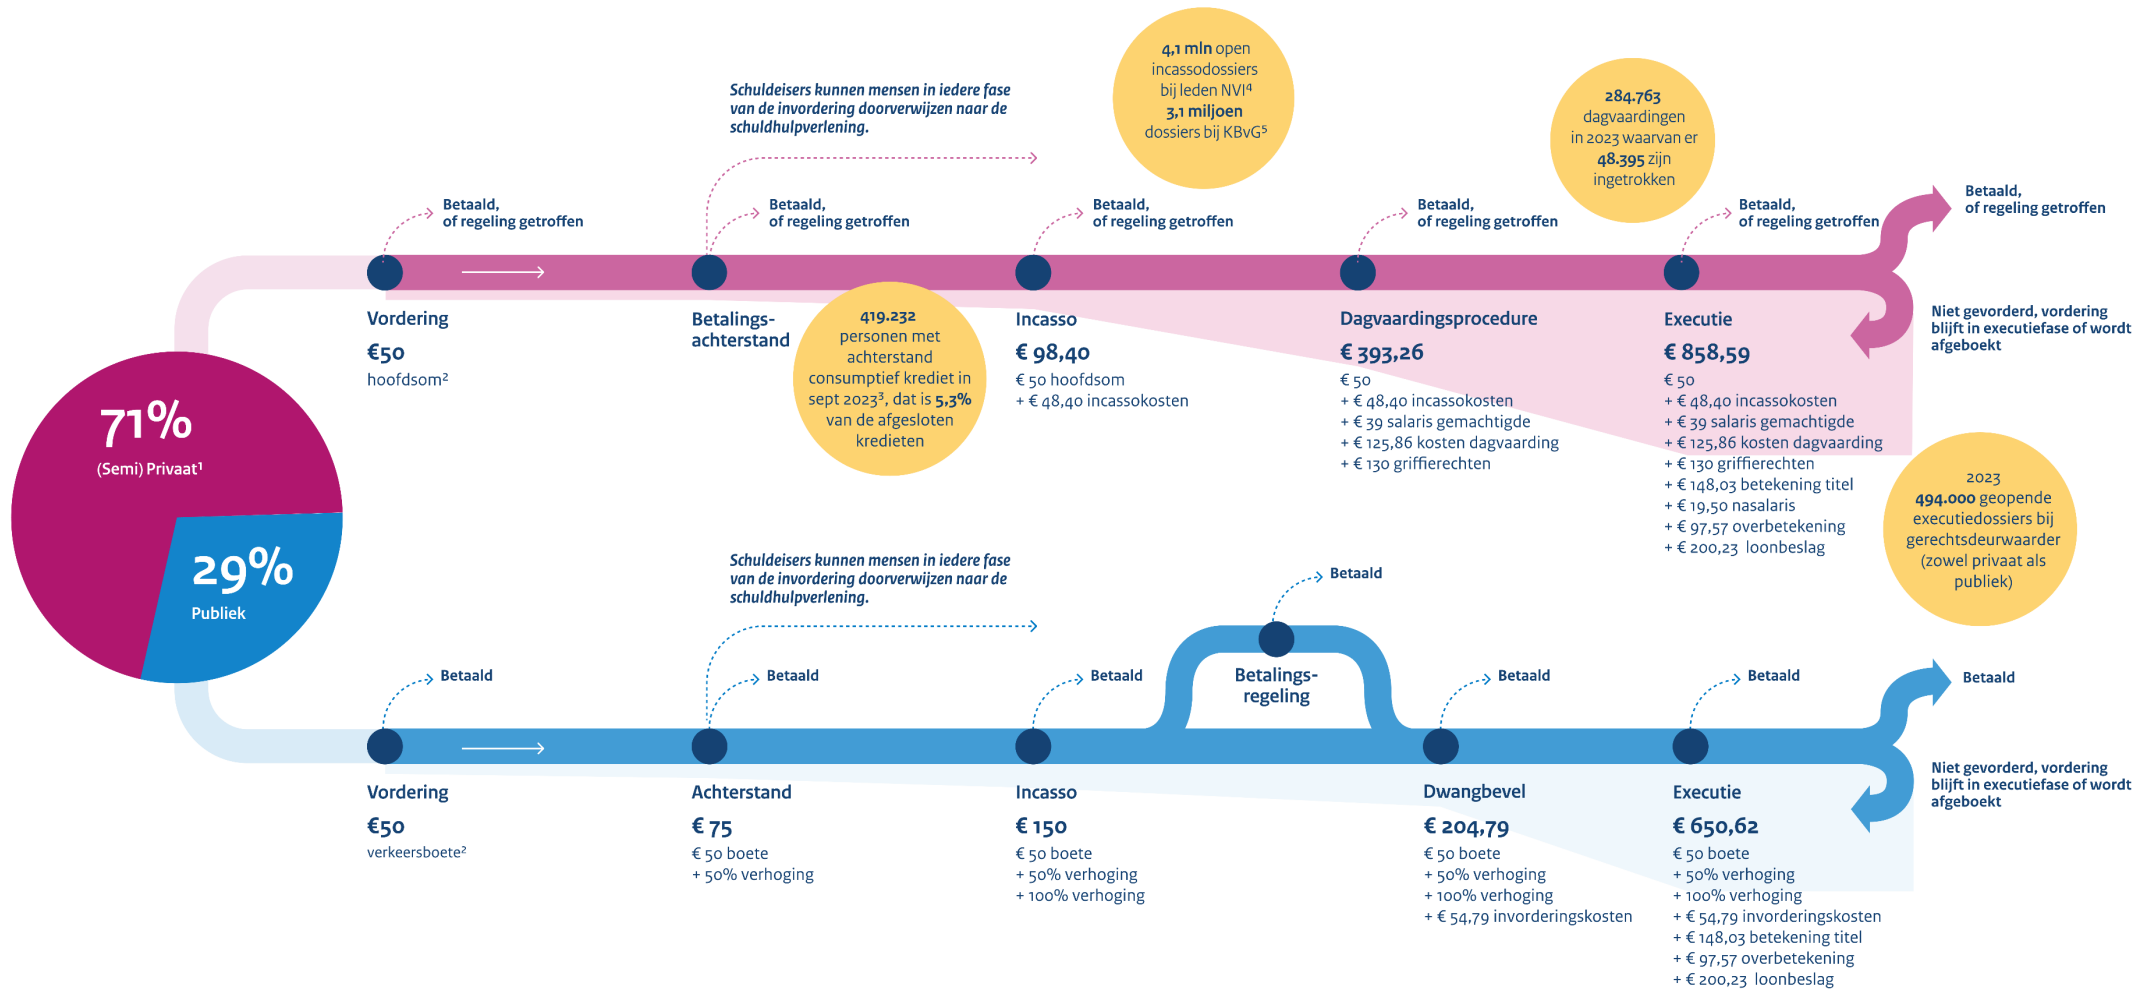 4,1 mln open
incassodossiers
bij leden NVI⁴
3,1 miljoen
dossiers bij KBvG⁵
284.763
dagvaardingen
in 2023 waarvan er
48.395 zijn
ingetrokken
Schuldeisers kunnen mensen in iedere fase
van de invordering doorverwijzen naar de
schuldhulpverlening.
Betaald,
of regeling getroffen
Betaald,
of regeling getroffen
Betaald,
of regeling getroffen
Betaald,
of regeling getroffen
Betaald,
of regeling getroffen
Betaald,
of regeling getroffen
Vordering
€50
hoofdsom²
Betalings-
achterstand
419.232
personen met
achterstand
consumptief krediet in
sept 2023³, dat is 5,3%
van de afgesloten
kredieten
Incasso
€ 98,40
€ 50 hoofdsom
+ € 48,40 incassokosten
Dagvaardingsprocedure
€ 393,26
€ 50
+ € 48,40 incassokosten
+ € 39 salaris gemachtigde
+ € 125,86 kosten dagvaarding
+ € 130 griffierechten
Executie
€ 858,59
€ 50
+ € 48,40 incassokosten
+ € 39 salaris gemachtigde
+ € 125,86 kosten dagvaarding
+ € 130 griffierechten
+ € 148,03 betekening titel
+ € 19,50 nasalaris
+ € 97,57 overbetekening
+ € 200,23 loonbeslag
Niet gevorderd, vordering
blijft in executiefase of wordt
afgeboekt
2023
494.000 geopende
executiedossiers bij
gerechtsdeurwaarder
(zowel privaat als
publiek)
71%
(Semi) Privaat¹
29%
Publiek
Schuldeisers kunnen mensen in iedere fase
van de invordering doorverwijzen naar de
schuldhulpverlening.
Betaald
Betaald
Betaald
Betaald
Betalings-
regeling
Betaald
Betaald
Betaald
Vordering
€50
verkeersboete²
Achterstand
€ 75
€ 50 boete
+ 50% verhoging
Incasso
€ 150
€ 50 boete
+ 50% verhoging
+ 100% verhoging
Dwangbevel
€ 204,79
€ 50 boete
+ 50% verhoging
+ 100% verhoging
+ € 54,79 invorderingskosten
Executie
€ 650,62
€ 50 boete
+ 50% verhoging
+ 100% verhoging
+ € 54,79 invorderingskosten
+ € 148,03 betekening titel
+ € 97,57 overbetekening
+ € 200,23 loonbeslag
Niet gevorderd, vordering
blijft in executiefase of wordt
afgeboekt